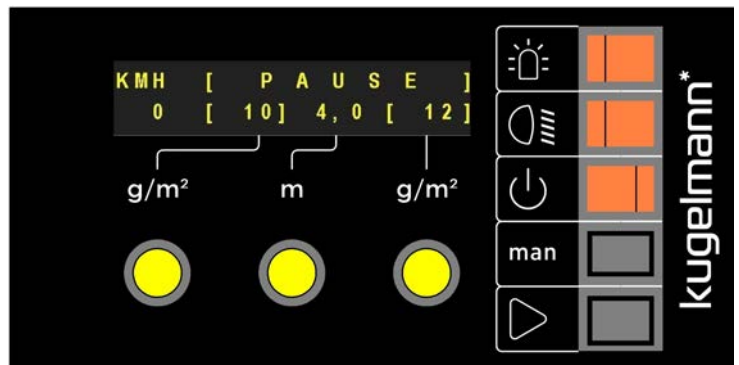 KMH [ PAUSE ]
0 [ 10] 4,0 [ 12]
g/m² m g/m²
man
kugelmann*